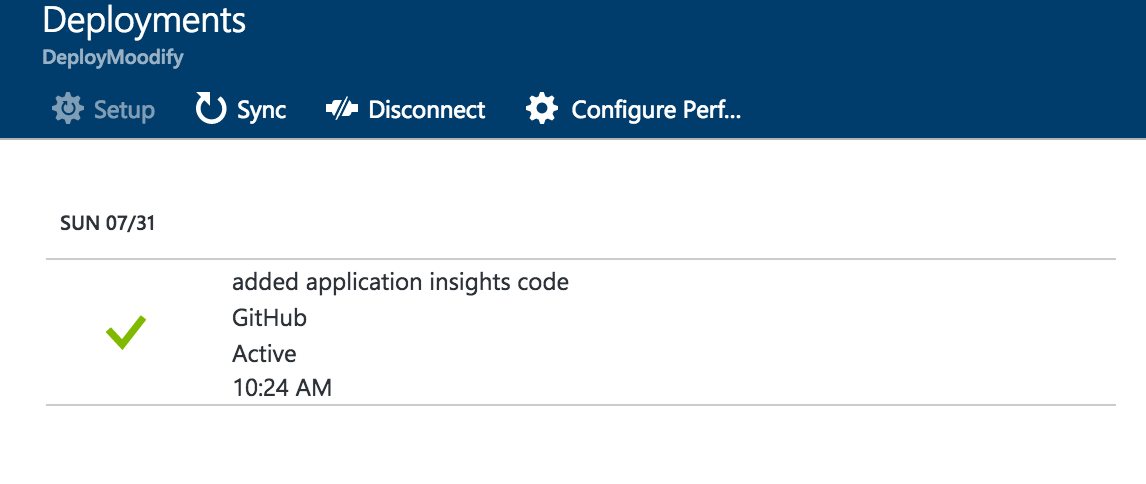 Deployments
DeployMoodify
Setup Sync Disconnect Configure Perf...
SUN 07/31
added application insights code
GitHub
Active
10:24 AM